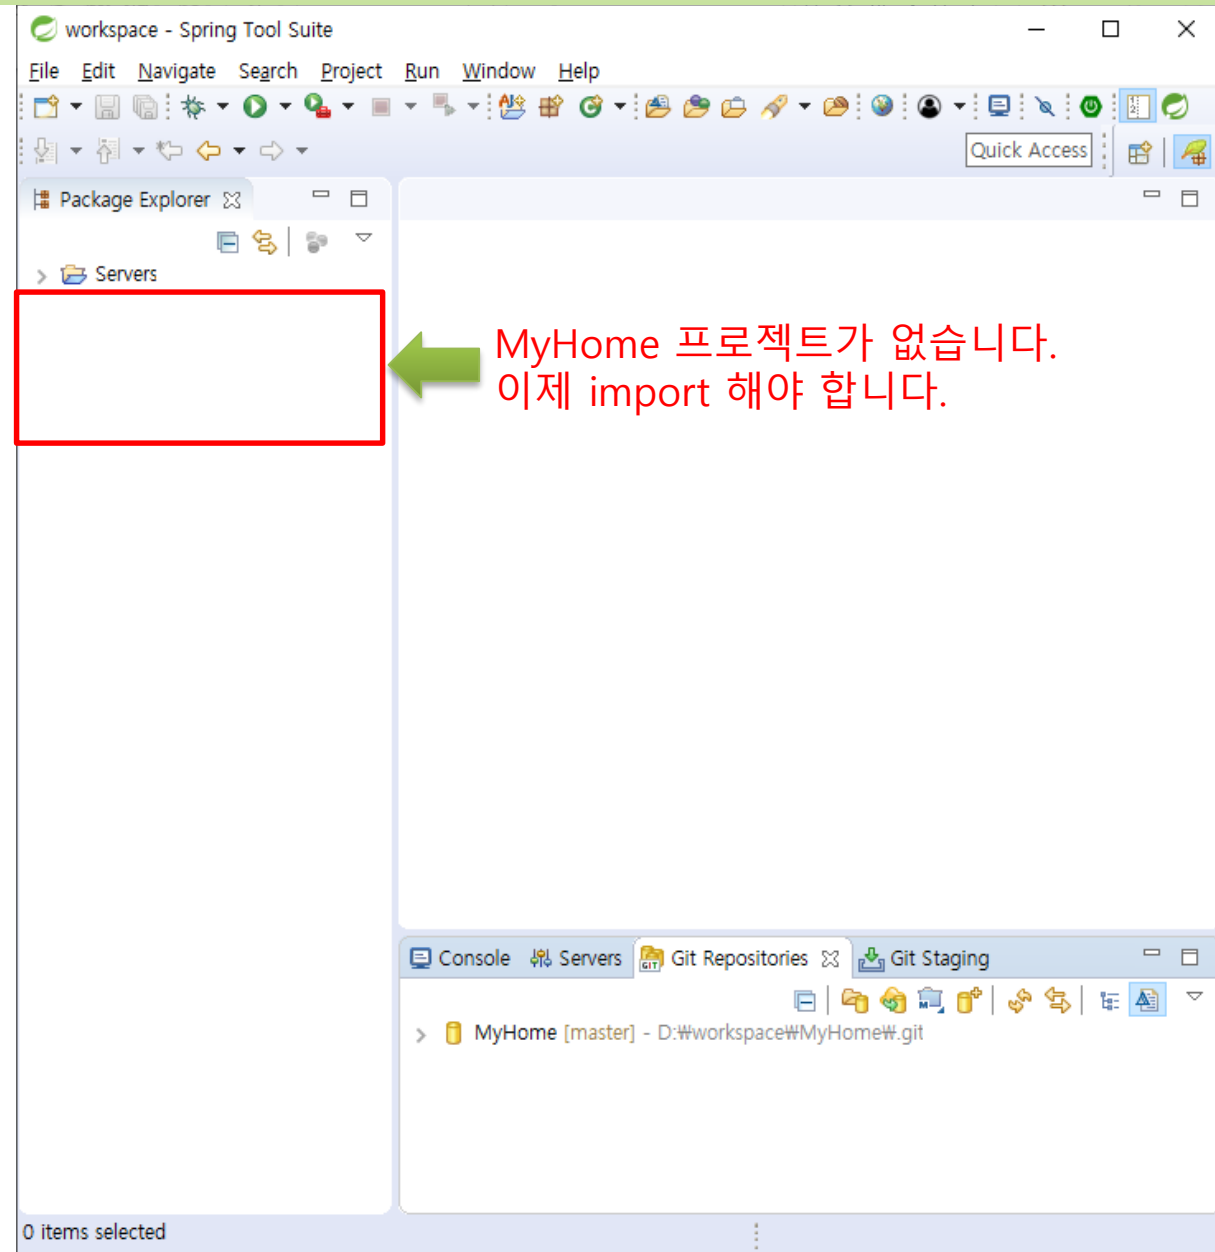 workspace - Spring Tool Suite
File Edit Navigate Search Project Run Window Help
Quick Access
Package Explorer
Servers
MyHome 프로젝트가 없습니다.
이제 import 해야 합니다.
Console Servers Git Repositories Git Staging
MyHome [master] - D:₩workspace₩MyHome₩.git
0 items selected